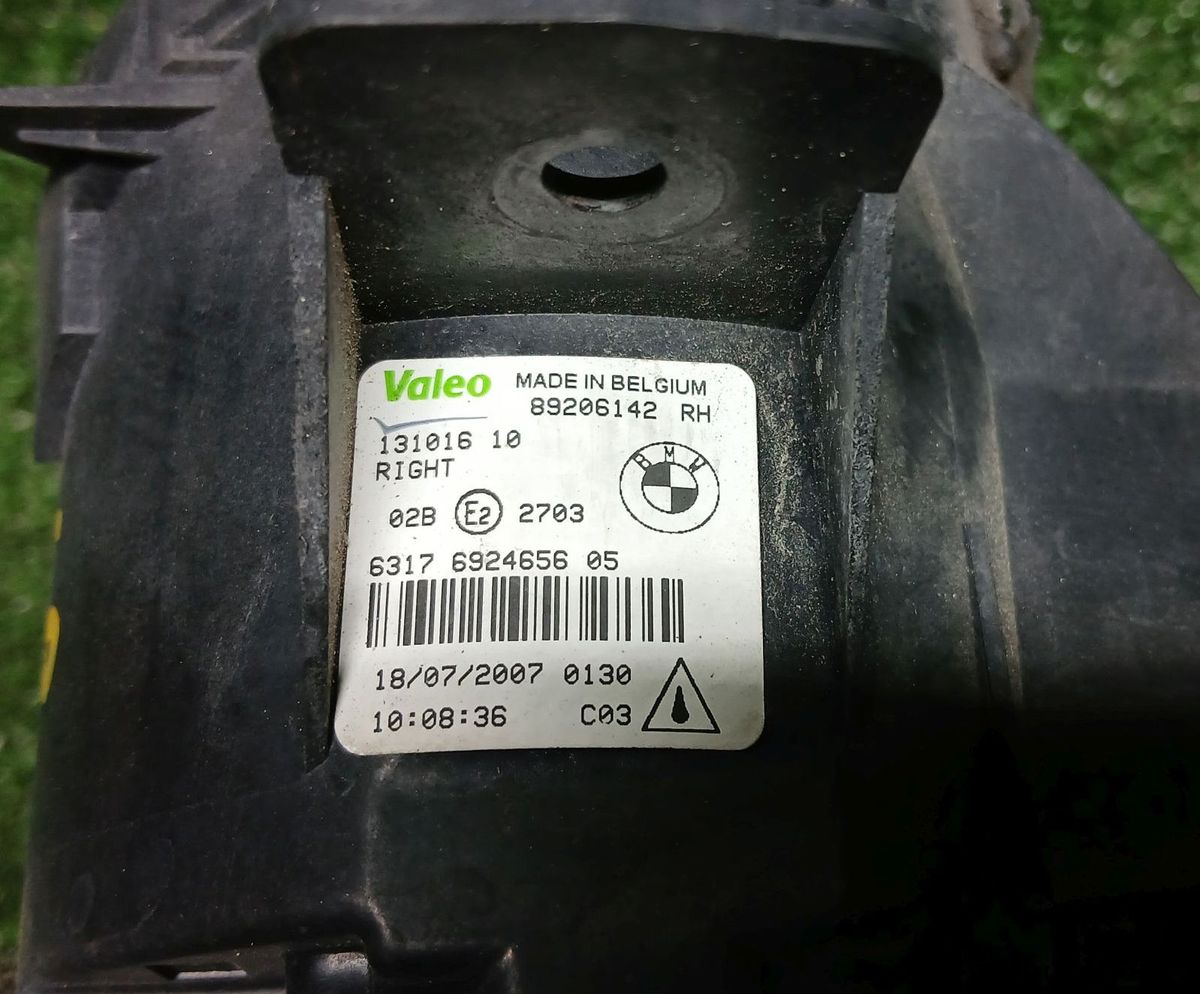 Valeo MADE IN BELGIUM
89206142 RH
131016 10
RIGHT
BMW
02B E2 2703
6317 6924656 05
18/07/2007 0130
10:08:36 C03